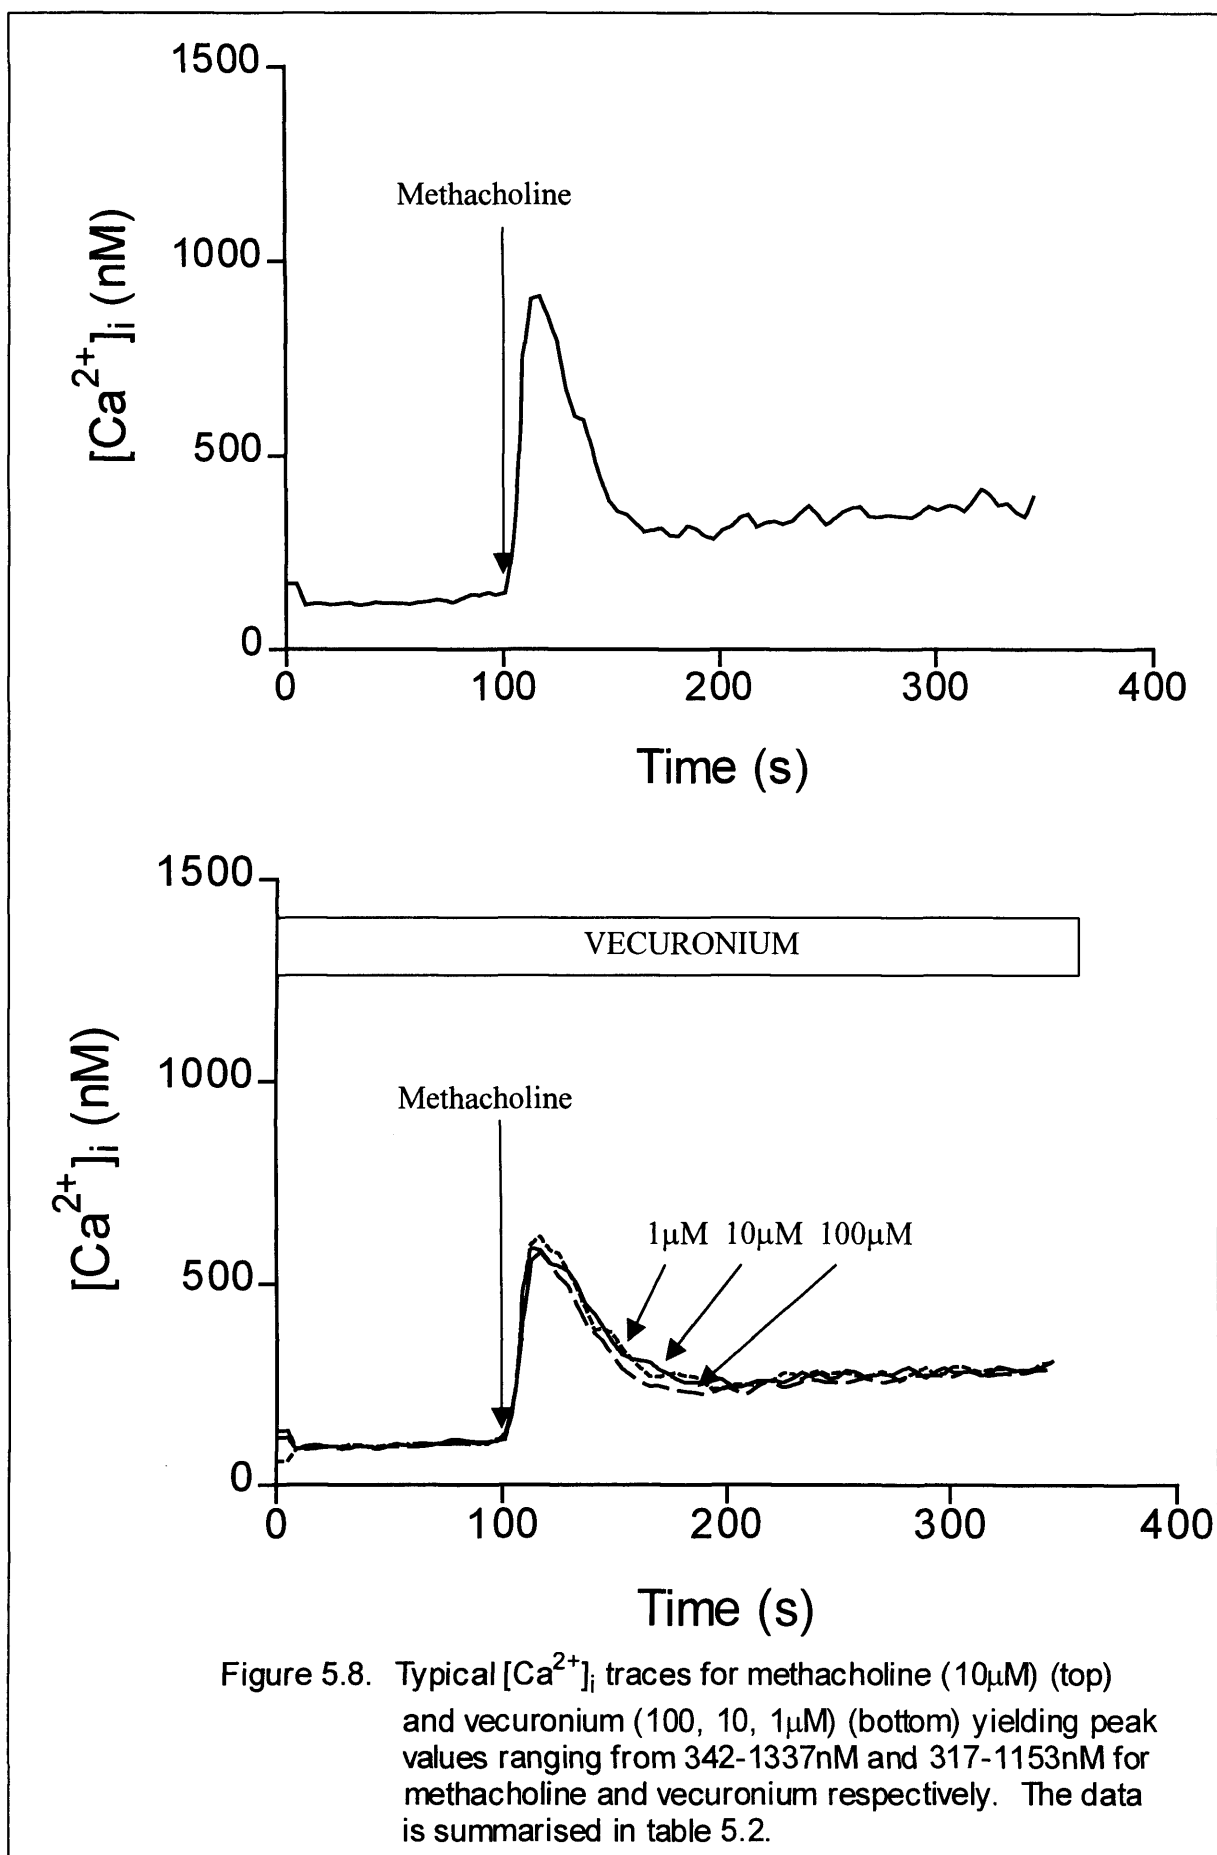 1500
Methacholine
1000
[Ca²⁺]ᵢ (nM)
500
0
0 100 200 300 400
Time (s)
1500
VECURONIUM
1000
Methacholine
[Ca²⁺]ᵢ (nM)
1µM 10µM 100µM
500
0
0 100 200 300 400
Time (s)
Figure 5.8. Typical [Ca²⁺]ᵢ traces for methacholine (10µM) (top)
and vecuronium (100, 10, 1µM) (bottom) yielding peak
values ranging from 342-1337nM and 317-1153nM for
methacholine and vecuronium respectively. The data
is summarised in table 5.2.